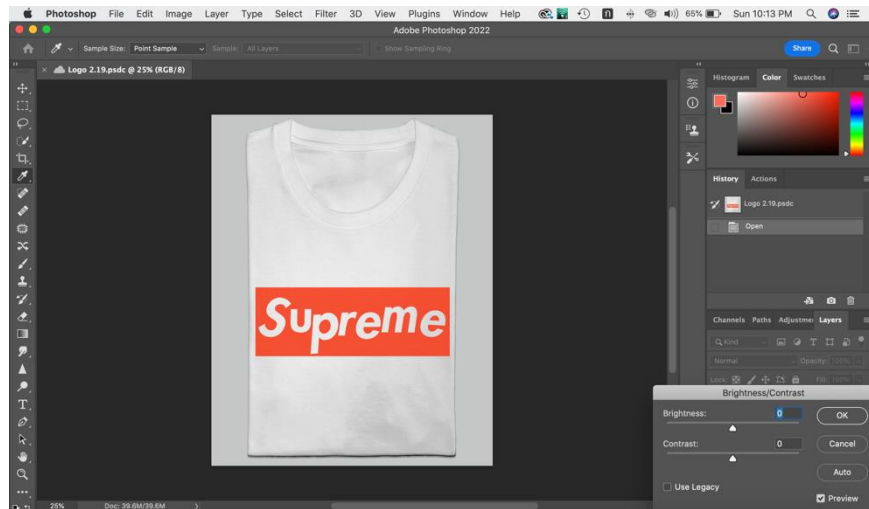 Photoshop File Edit Image Layer Type Select Filter 3D View Plugins Window Help 65% Sun 10:13 PM
Adobe Photoshop 2022
Sample Size: Point Sample Sample: All Layers Show Sampling Ring Share
× Logo 2.19.psdc @ 25% (RGB/8)
Histogram Color Swatches
History Actions
Logo 2.19.psdc
Open
Supreme
Channels Paths Adjustme Layers
Kind
Normal Opacity: 100%
Lock: Fill: 100%
Brightness/Contrast
Brightness: 0 OK
Contrast: 0 Cancel
Auto
Use Legacy
Preview
25% Doc: 39.6M/39.6M